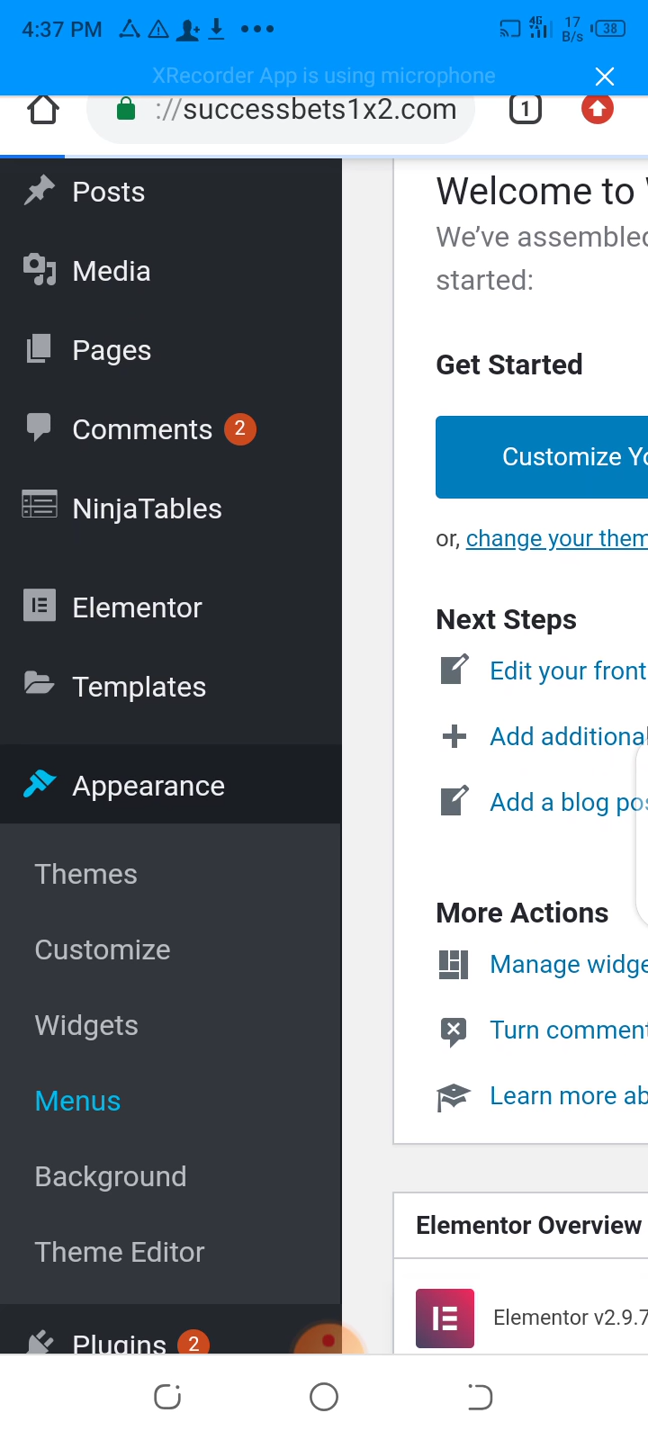 4:37 PM
17
B/s
38
XRecorder App is using microphone
://successbets1x2.com
1
Posts
Media
Pages
Comments 2
NinjaTables
Elementor
Templates
Appearance
Themes
Customize
Widgets
Menus
Background
Theme Editor
Plugins 2
Welcome to
We've assembled
started:
Get Started
Customize Yo
or, change your them
Next Steps
Edit your front
Add additional
Add a blog pos
More Actions
Manage widge
Turn comment
Learn more ab
Elementor Overview
Elementor v2.9.7